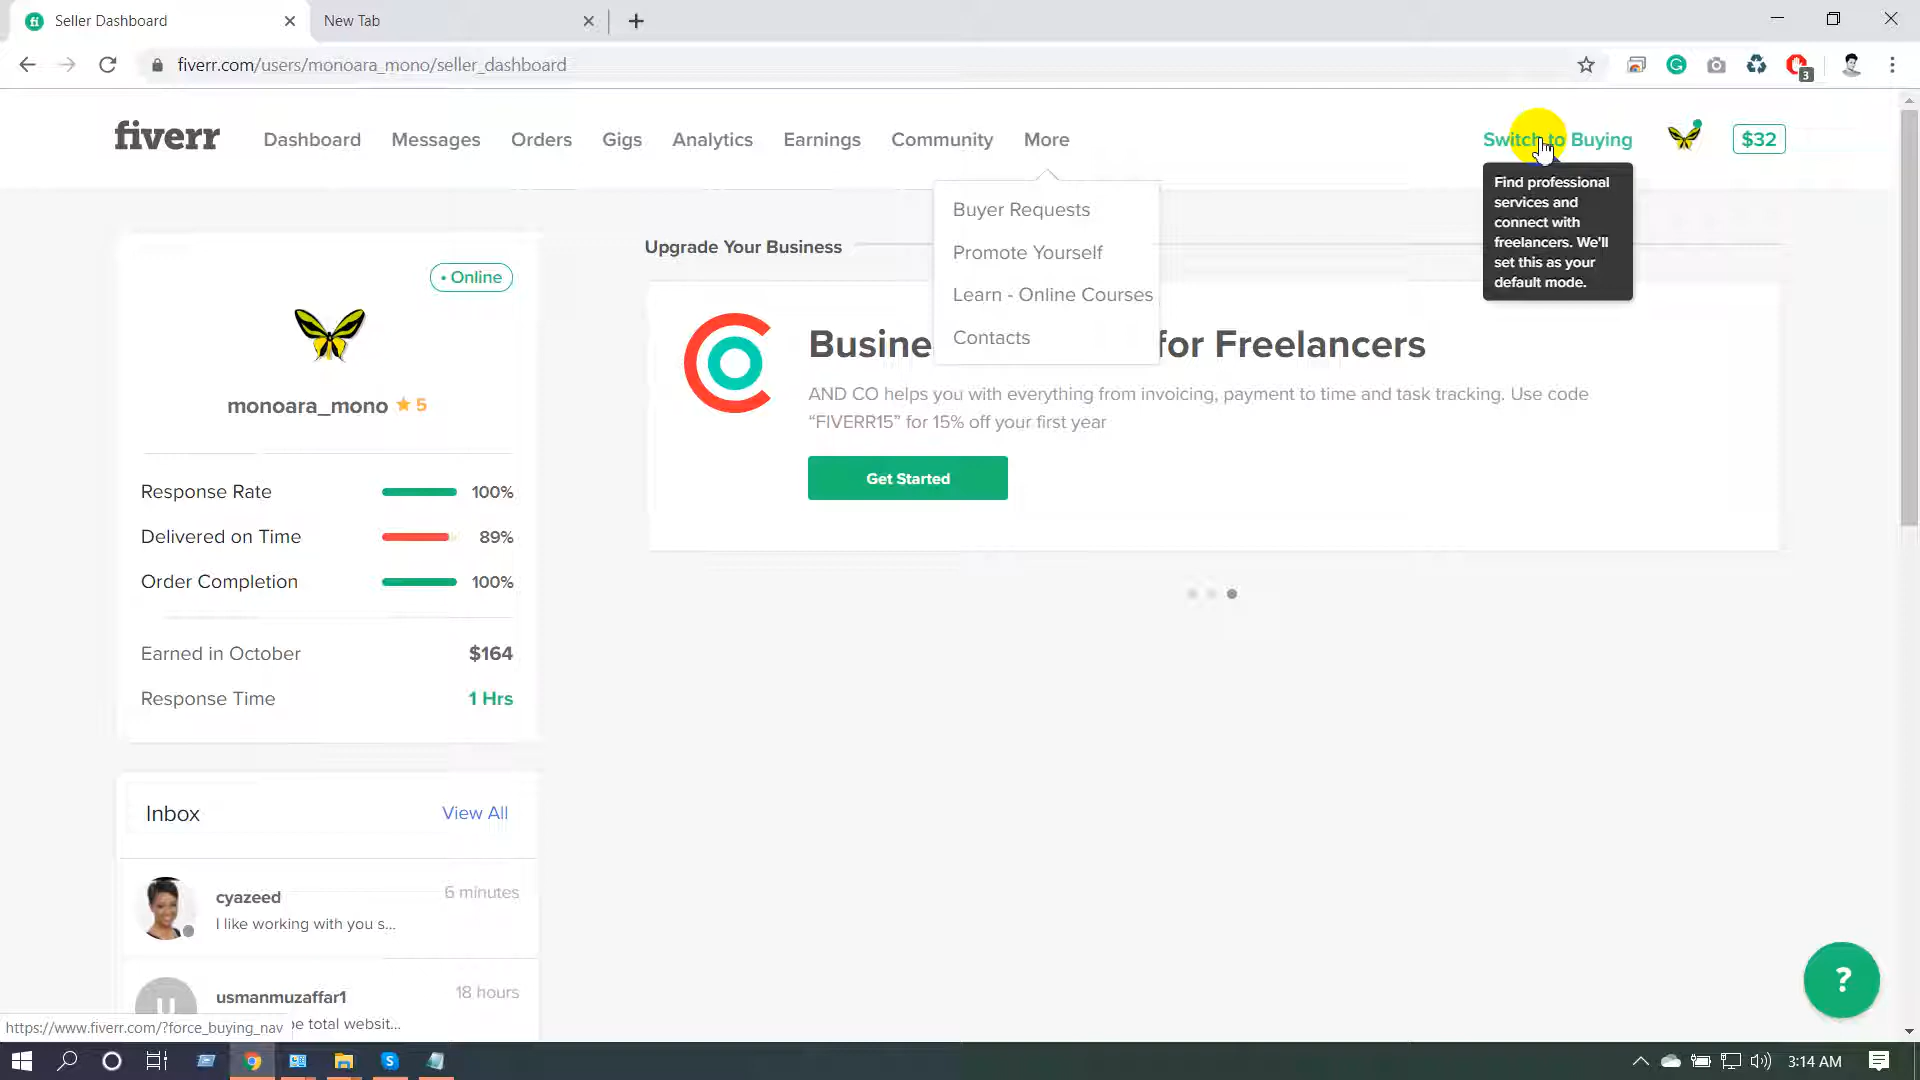 Seller Dashboard
New Tab
fiverr.com/users/monoara_mono/seller_dashboard
3
fiverr
Dashboard
Messages
Orders
Gigs
Analytics
Earnings
Community
More
Switch to Buying
$32
Find professional
services and
connect with
freelancers. We'll
set this as your
default mode.
Buyer Requests
Promote Yourself
Learn - Online Courses
Contacts
Upgrade Your Business
• Online
monoara_mono ★ 5
Response Rate 100%
Delivered on Time 89%
Order Completion 100%
Earned in October $164
Response Time 1 Hrs
Busine for Freelancers
AND CO helps you with everything from invoicing, payment to time and task tracking. Use code
“FIVERR15” for 15% off your first year
Get Started
Inbox View All
cyazeed 6 minutes
I like working with you s...
U
usmanmuzaffar1 18 hours
be total websit...
?
https://www.fiverr.com/?force_buying_nav
3:14 AM